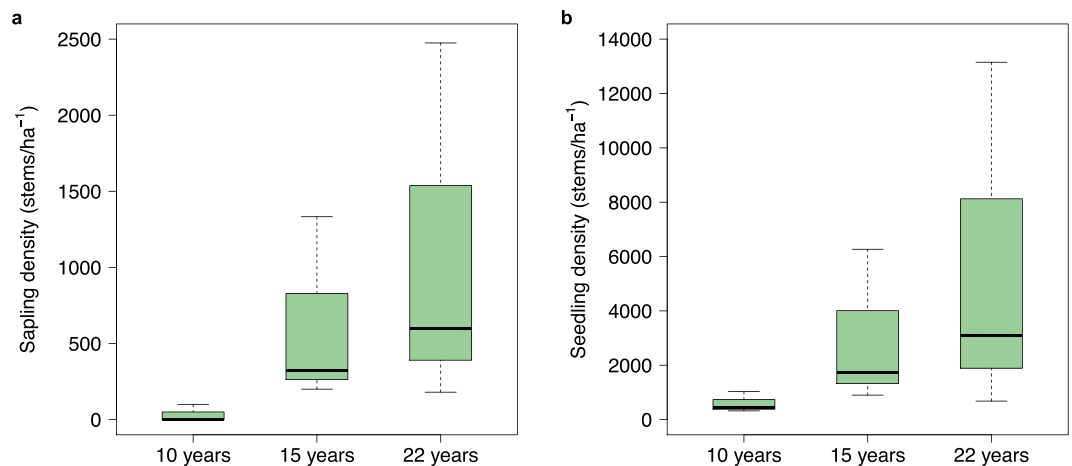 a
Sapling density (stems/ha⁻¹)
2500
2000
1500
1000
500
0
10 years 15 years 22 years
b
Seedling density (stems/ha⁻¹)
14000
12000
10000
8000
6000
4000
2000
0
10 years 15 years 22 years